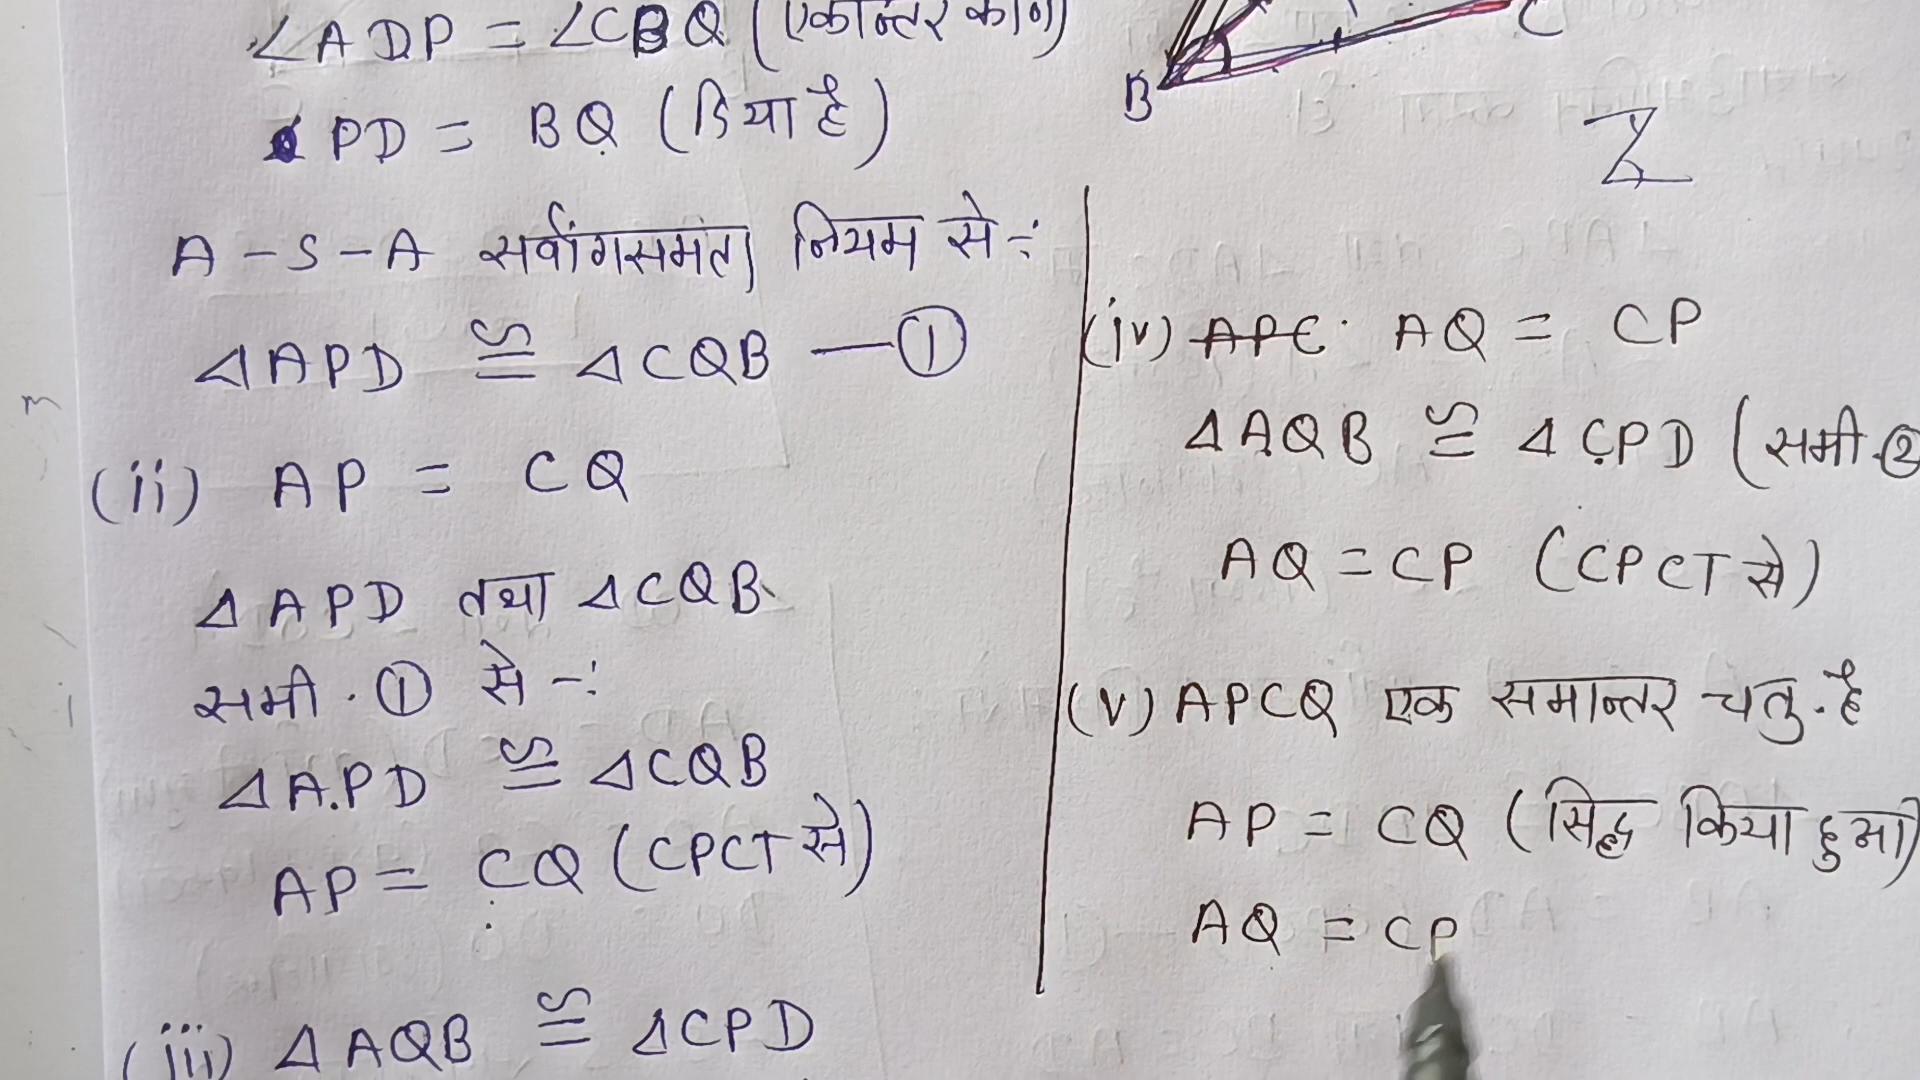 ∠ADP = ∠CBQ (एकान्तर कोण)
PD = BQ (दिया है)
A-S-A सर्वांगसमता नियम से -:
△APD ≅ △CQB —①
(ii) AP = CQ
△APD तथा △CQB
समी. ① से -:
△APD ≅ △CQB
AP = CQ (CPCT से)
(iii) △AQB ≅ △CPD
B
C
Z
(iv) APC AQ = CP
△AQB ≅ △CPD (समी. ②
AQ = CP (CPCT से)
(v) APCQ एक समान्तर चतु. है
AP = CQ (सिद्ध किया हुआ)
AQ = CP